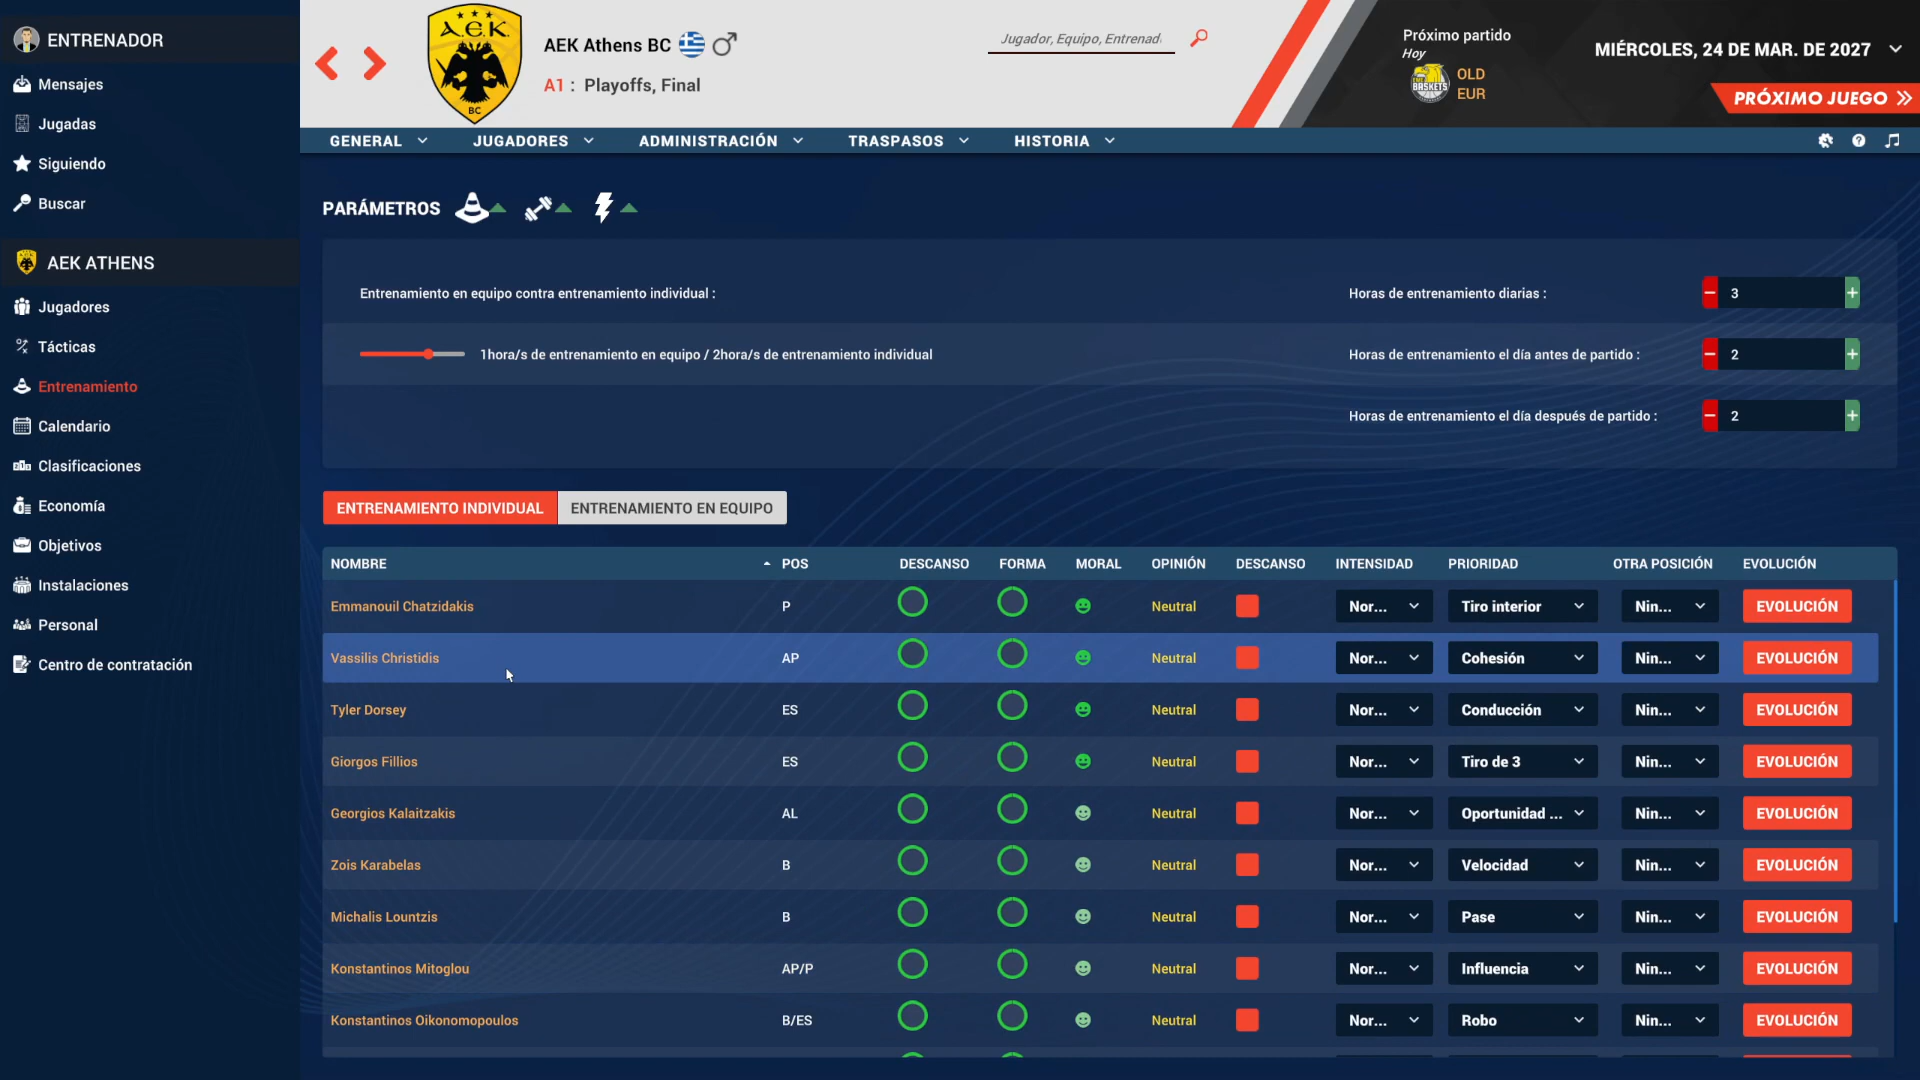 ENTRENADOR
Mensajes
Jugadas
Siguiendo
Buscar
AEK ATHENS
Jugadores
Tácticas
Entrenamiento
Calendario
Clasificaciones
Economía
Objetivos
Instalaciones
Personal
Centro de contratación
A.E.K.
BC
AEK Athens BC
A1 : Playoffs, Final
Jugador, Equipo, Entrenad
Próximo partido
Hoy
BASKETS
OLD
EUR
MIÉRCOLES, 24 DE MAR. DE 2027
PRÓXIMO JUEGO
GENERAL JUGADORES ADMINISTRACIÓN TRASPASOS HISTORIA
PARÁMETROS
Entrenamiento en equipo contra entrenamiento individual :
1hora/s de entrenamiento en equipo / 2hora/s de entrenamiento individual
Horas de entrenamiento diarias : 3
Horas de entrenamiento el día antes de partido : 2
Horas de entrenamiento el día después de partido : 2
ENTRENAMIENTO INDIVIDUAL ENTRENAMIENTO EN EQUIPO
NOMBRE POS DESCANSO FORMA MORAL OPINIÓN DESCANSO INTENSIDAD PRIORIDAD OTRA POSICIÓN EVOLUCIÓN
Emmanouil Chatzidakis P Neutral Nor... Tiro interior Nin... EVOLUCIÓN
Vassilis Christidis AP Neutral Nor... Cohesión Nin... EVOLUCIÓN
Tyler Dorsey ES Neutral Nor... Conducción Nin... EVOLUCIÓN
Giorgos Fillios ES Neutral Nor... Tiro de 3 Nin... EVOLUCIÓN
Georgios Kalaitzakis AL Neutral Nor... Oportunidad ... Nin... EVOLUCIÓN
Zois Karabelas B Neutral Nor... Velocidad Nin... EVOLUCIÓN
Michalis Lountzis B Neutral Nor... Pase Nin... EVOLUCIÓN
Konstantinos Mitoglou AP/P Neutral Nor... Influencia Nin... EVOLUCIÓN
Konstantinos Oikonomopoulos B/ES Neutral Nor... Robo Nin... EVOLUCIÓN